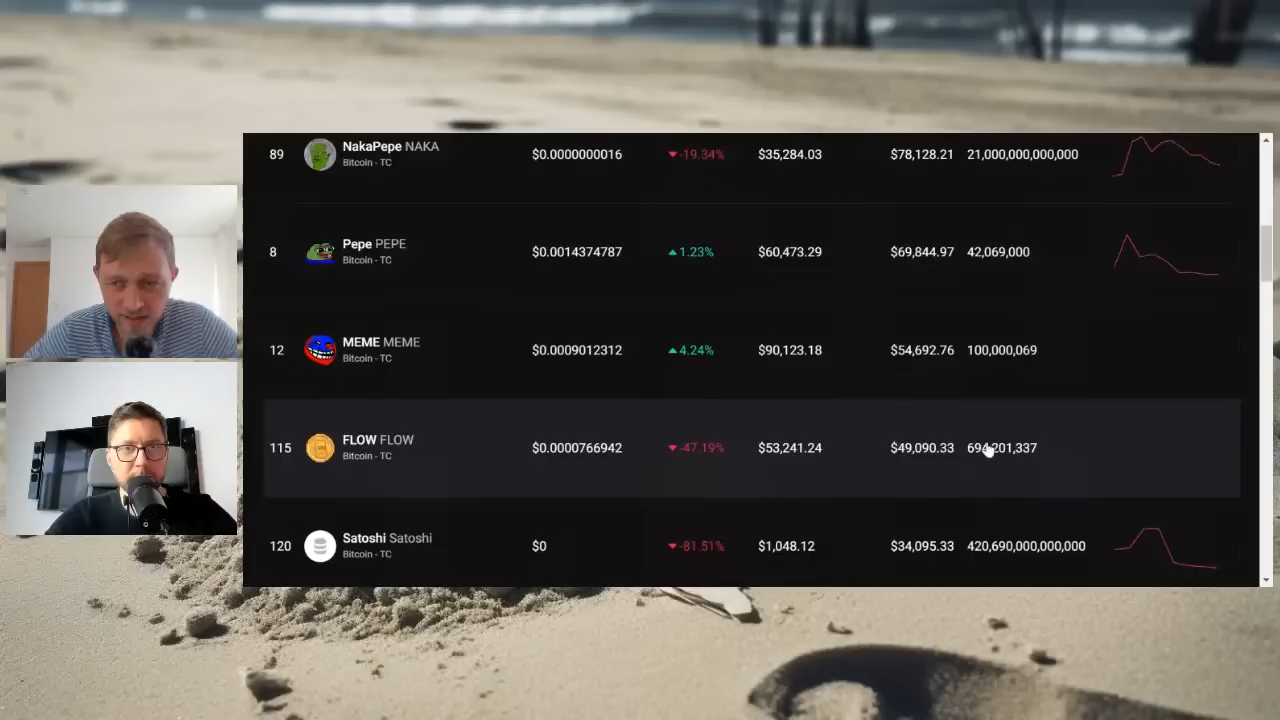 89 NakaPepe NAKA $0.0000000016 -19.34% $35,284.03 $78,128.21 21,000,000,000,000
Bitcoin - TC
8 Pepe PEPE $0.0014374787 1.23% $60,473.29 $69,844.97 42,069,000
Bitcoin - TC
12 MEME MEME $0.0009012312 4.24% $90,123.18 $54,692.76 100,000,069
Bitcoin - TC
115 FLOW FLOW $0.0000766942 -47.19% $53,241.24 $49,090.33 694,201,337
Bitcoin - TC
120 Satoshi Satoshi $0 -81.51% $1,048.12 $34,095.33 420,690,000,000,000
Bitcoin - TC